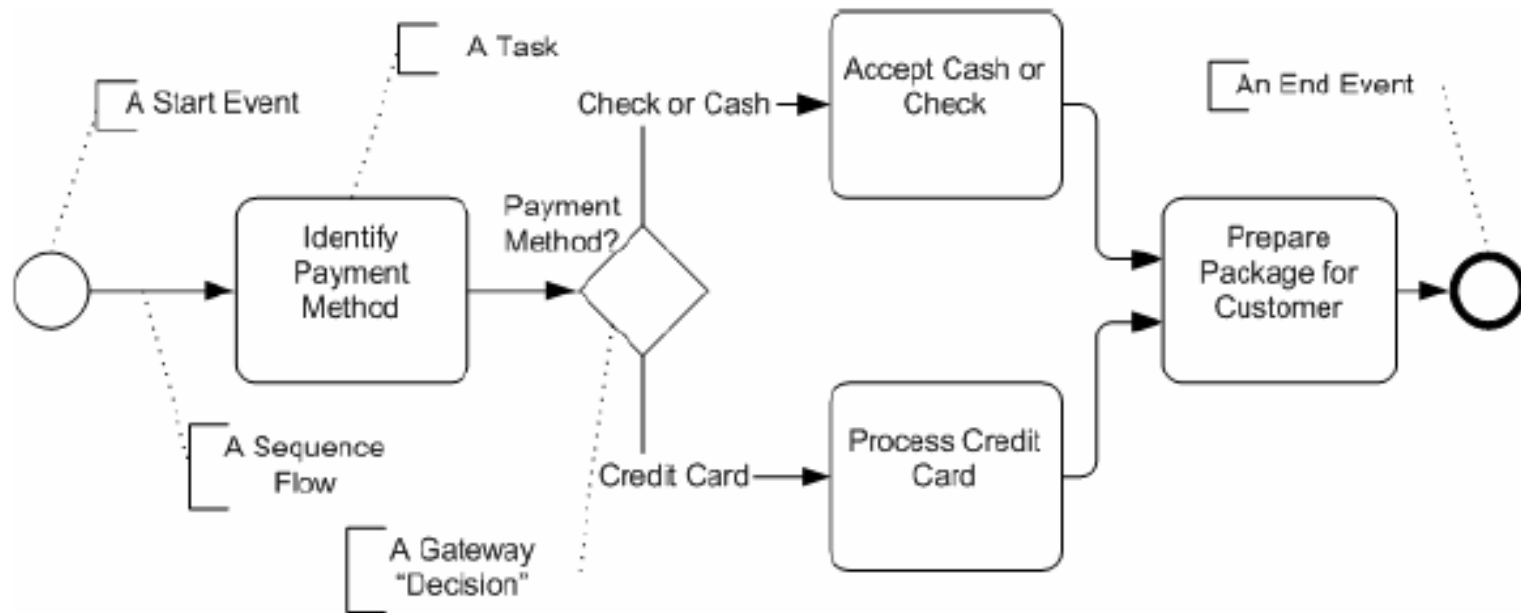 A Task
A Start Event
Check or Cash
Accept Cash or
Check
An End Event
Identify
Payment
Method
Payment
Method?
Prepare
Package for
Customer
A Sequence
Flow
Credit Card
Process Credit
Card
A Gateway
“Decision”